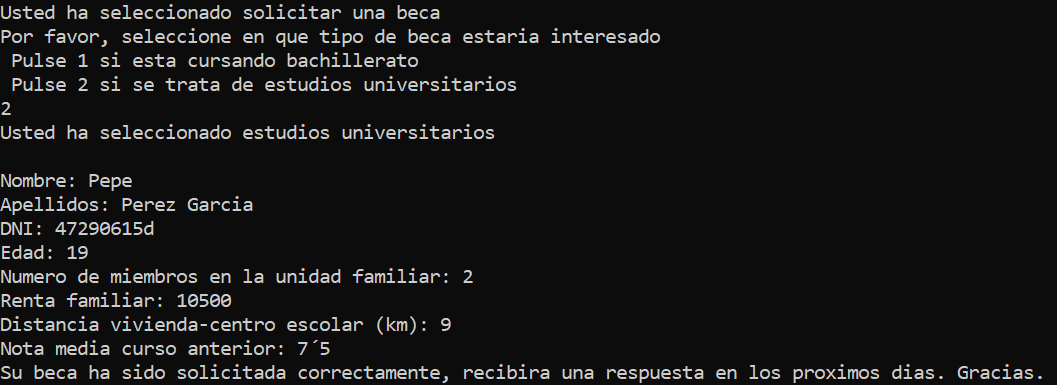 Usted ha seleccionado solicitar una beca
Por favor, seleccione en que tipo de beca estaria interesado
Pulse 1 si esta cursando bachillerato
Pulse 2 si se trata de estudios universitarios
2
Usted ha seleccionado estudios universitarios
Nombre: Pepe
Apellidos: Perez Garcia
DNI: 47290615d
Edad: 19
Numero de miembros en la unidad familiar: 2
Renta familiar: 10500
Distancia vivienda-centro escolar (km): 9
Nota media curso anterior: 7´5
Su beca ha sido solicitada correctamente, recibira una respuesta en los proximos dias. Gracias.